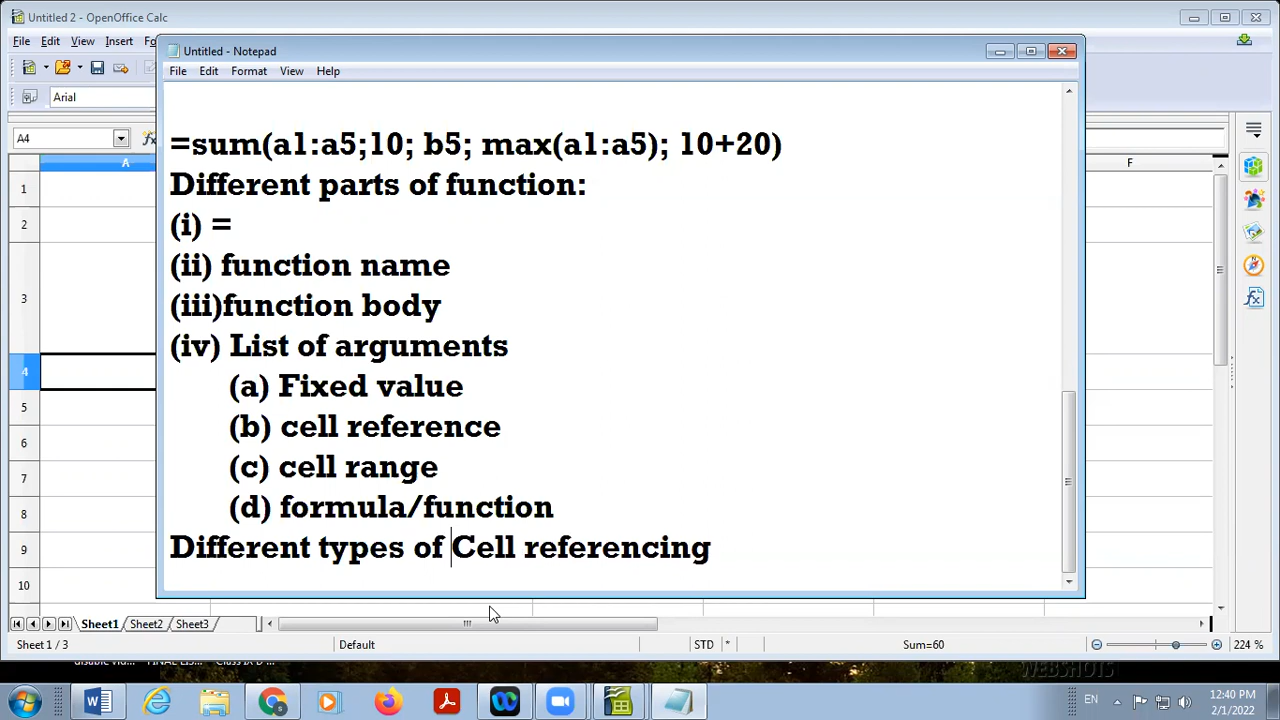 Untitled 2 - OpenOffice Calc
File Edit View Insert
Untitled - Notepad
File Edit Format View Help
Arial
A4
A
F
1
2
3
4
5
6
7
8
9
10
=sum(a1:a5;10; b5; max(a1:a5); 10+20)
Different parts of function:
(i) =
(ii) function name
(iii)function body
(iv) List of arguments
(a) Fixed value
(b) cell reference
(c) cell range
(d) formula/function
Different types of Cell referencing
Sheet1 Sheet2 Sheet3
Sheet 1 / 3 Default STD * Sum=60 224 %
WEBSHOTS
EN
12:40 PM
2/1/2022